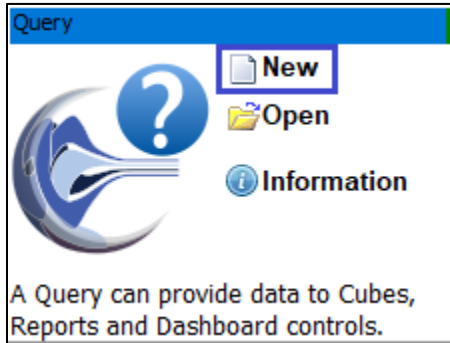 Query
New
Open
Information
A Query can provide data to Cubes,
Reports and Dashboard controls.